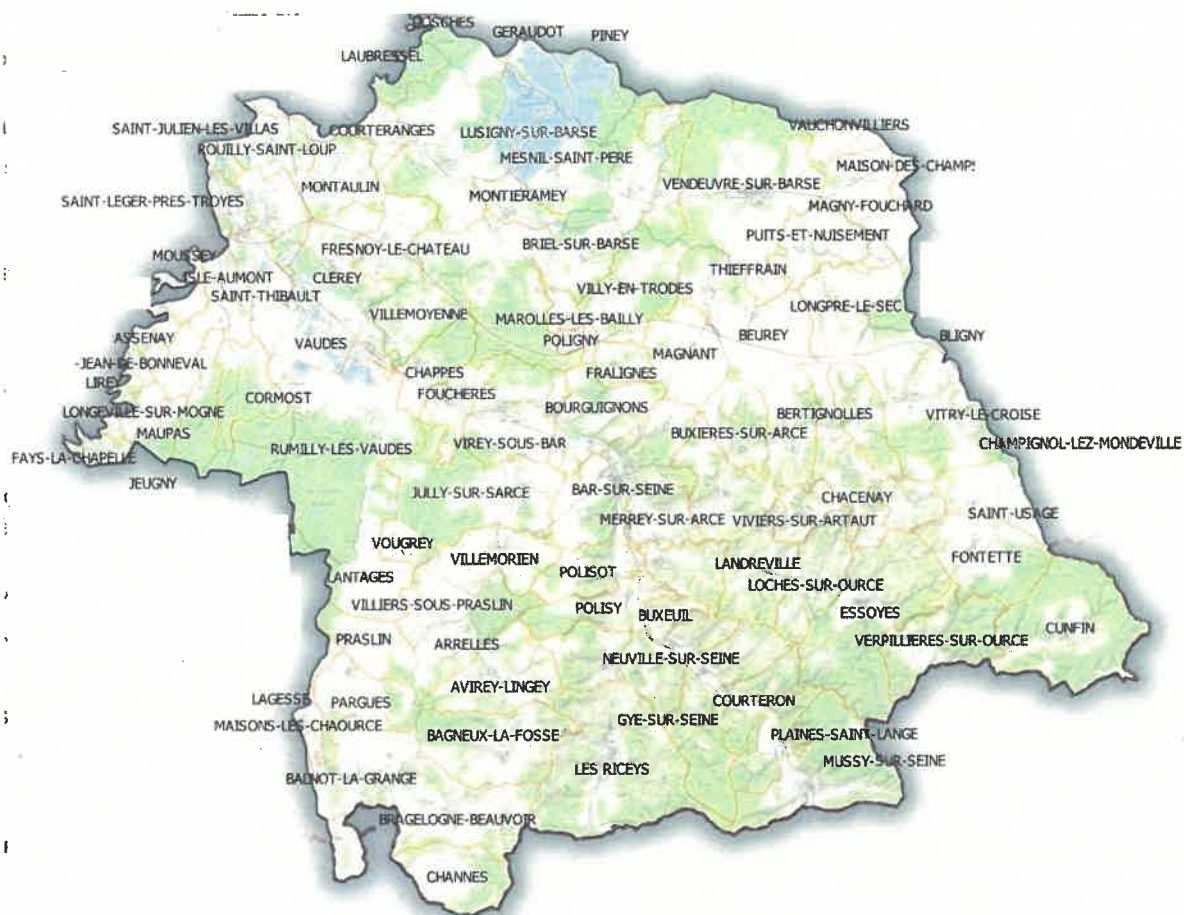 DOSCHES
GERAUDOT
PINEY
LAUBRESSEL
SAINT-JULIEN-LES-VILLAS
COURTERANGES
LUSIGNY-SUR-BARSE
VAUCHONVILLIERS
ROUILLY-SAINT-LOUP
MESNIL-SAINT-PERE
MAISON-DES-CHAMPS
MONTAULIN
MONTIERAMEY
VENDEUVRE-SUR-BARSE
SAINT-LEGER-PRES-TROYES
MAGNY-FOUCHARD
PUITS-ET-NUISEMENT
MOUSSEY
FRESNOY-LE-CHATEAU
BRIEL-SUR-BARSE
ISLE-AUMONT
CLEREY
THIEFFRAIN
SAINT-THIBAULT
VILLY-EN-TRODES
VILLEMOYENNE
MAROLLES-LES-BAILLY
LONGPRE-LE-SEC
ASSENAY
VAUDES
POLIGNY
BEUREY
BLIGNY
-JEAN-DE-BONNEVAL
MAGNANT
LIREY
CHAPPES
FRALIGNES
CORMOST
FOUCHERES
LONGEVILLE-SUR-MOGNE
BOURGUIGNONS
BERTIGNOLLES
VITRY-LE-CROISE
MAUPAS
BUXIERES-SUR-ARCE
FAYS-LA-CHAPELLE
RUMILLY-LES-VAUDES
VIREY-SOUS-BAR
CHAMPIGNOL-LEZ-MONDEVILLE
JEUGNY
JULLY-SUR-SARCE
BAR-SUR-SEINE
CHACENAY
MERREY-SUR-ARCE
VIVIERS-SUR-ARTAUT
SAINT-USAGE
VOUGREY
VILLEMORIEN
POLISOT
LANDREVILLE
FONTETTE
LANTAGES
LOCHES-SUR-OURCE
VILLIERS-SOUS-PRASLIN
POLISY
BUXEUIL
ESSOYES
PRASLIN
ARRELLES
NEUVILLE-SUR-SEINE
VERPILLIERES-SUR-OURCE
CUNFIN
LAGESSE
PARGUES
AVIREY-LINGEY
COURTERON
MAISONS-LES-CHAOURCE
BAGNEUX-LA-FOSSE
GYE-SUR-SEINE
PLAINES-SAINT-LANGE
BALNOT-LA-GRANGE
LES RICEYS
MUSSY-SUR-SEINE
BRAGELOGNE-BEAUVOIR
CHANNES